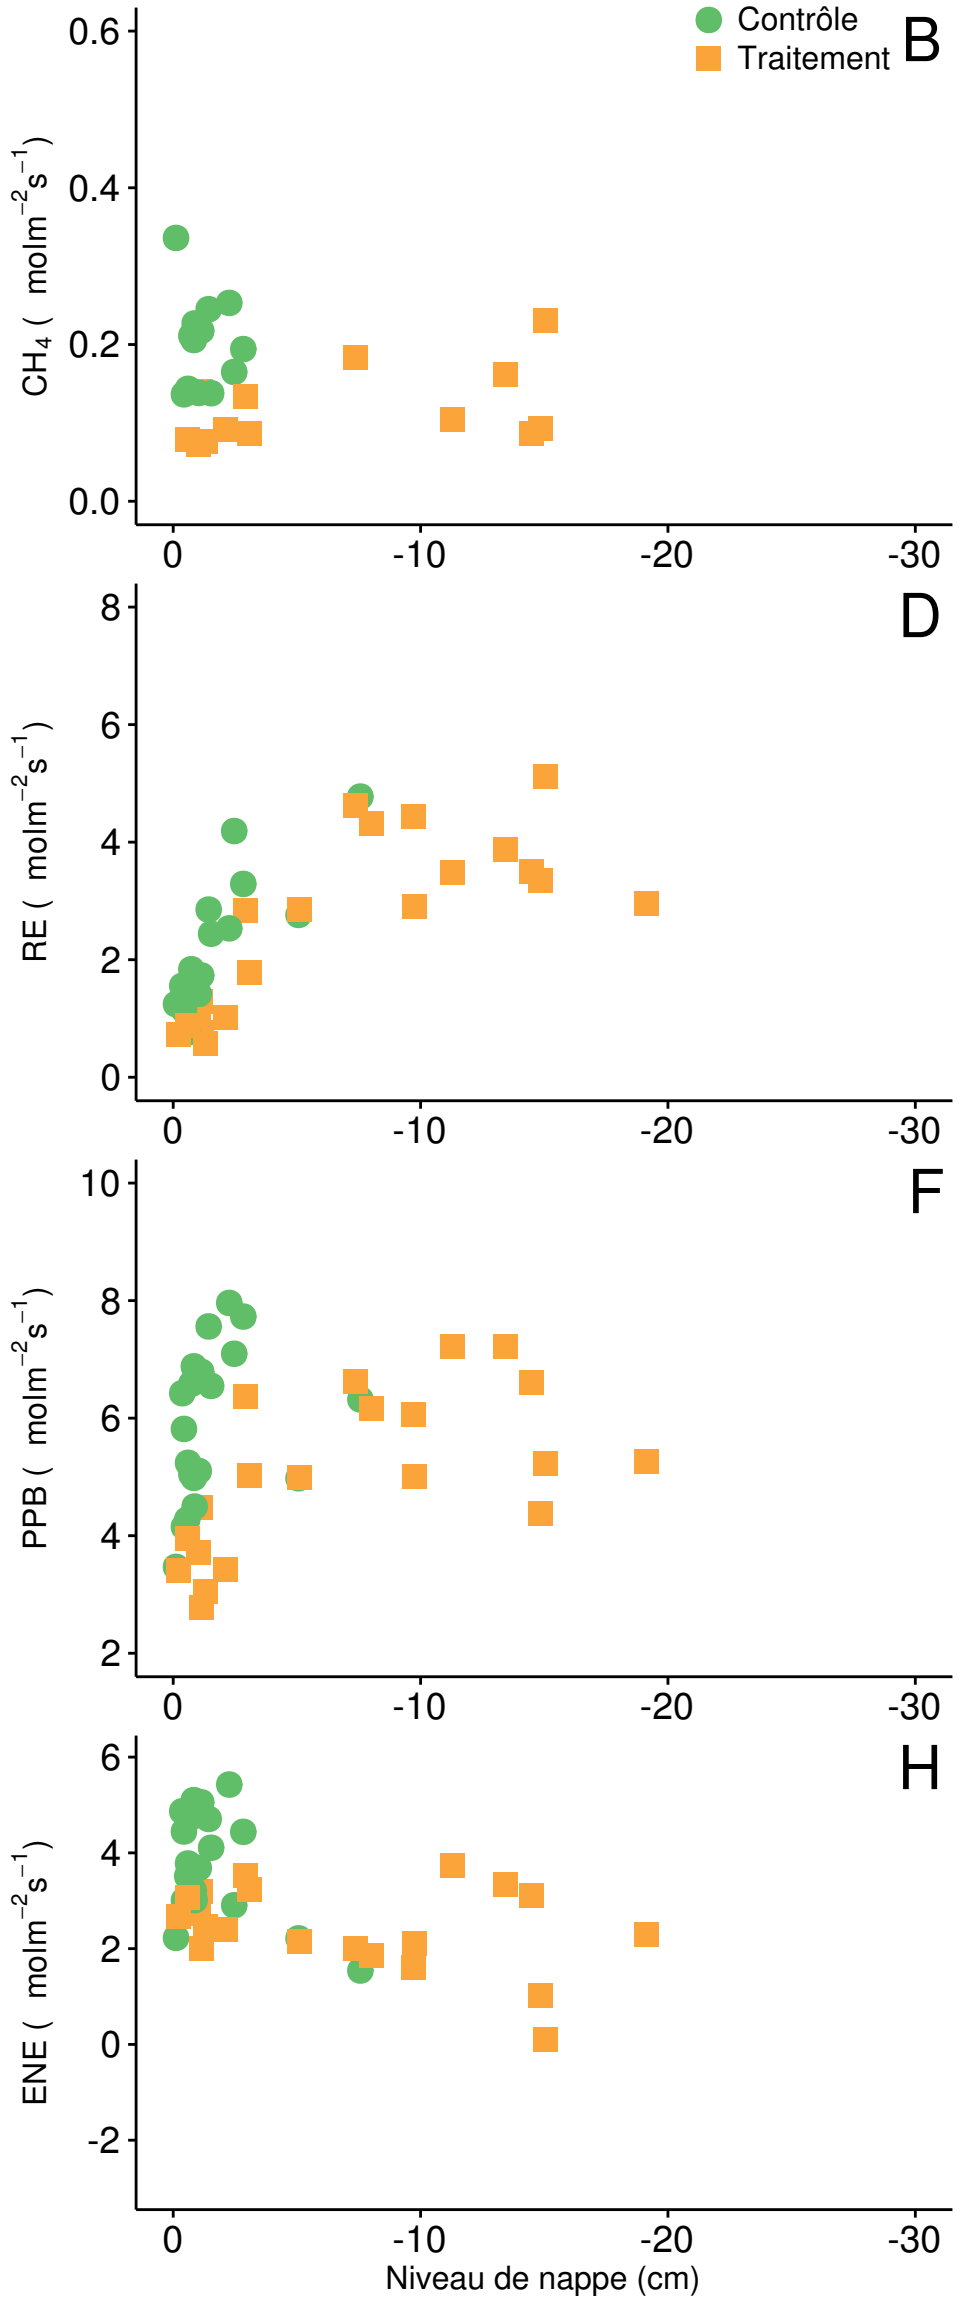 Contrôle
Traitement
B
CH₄ ( molm⁻²s⁻¹)
0.6
0.4
0.2
0.0
0 -10 -20 -30
D
RE ( molm⁻²s⁻¹)
8
6
4
2
0
0 -10 -20 -30
F
PPB ( molm⁻²s⁻¹)
10
8
6
4
2
0 -10 -20 -30
H
ENE ( molm⁻²s⁻¹)
6
4
2
0
-2
0 -10 -20 -30
Niveau de nappe (cm)